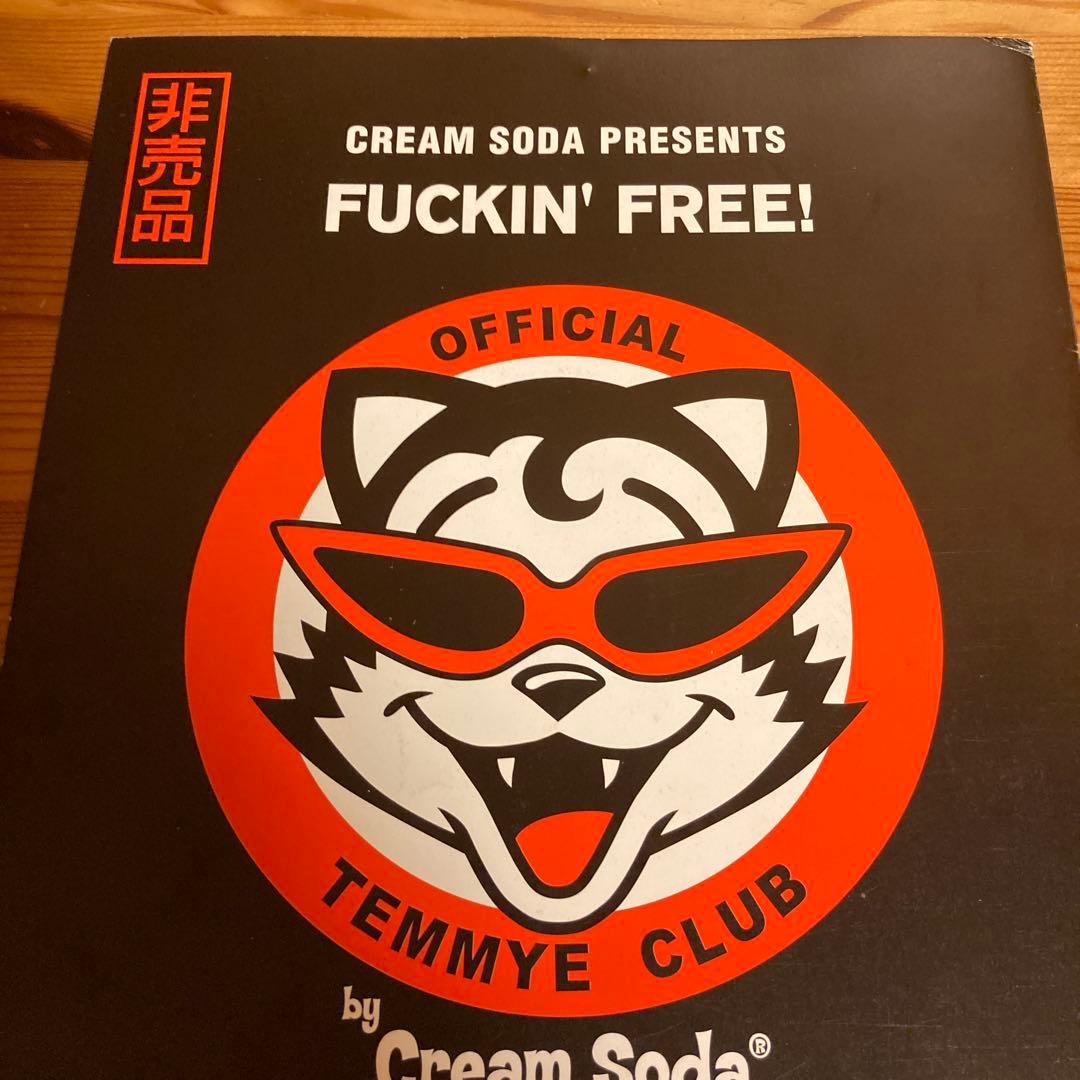 非売品
CREAM SODA PRESENTS
FUCKIN' FREE!
OFFICIAL
TEMMYE CLUB
by
Cream Soda®